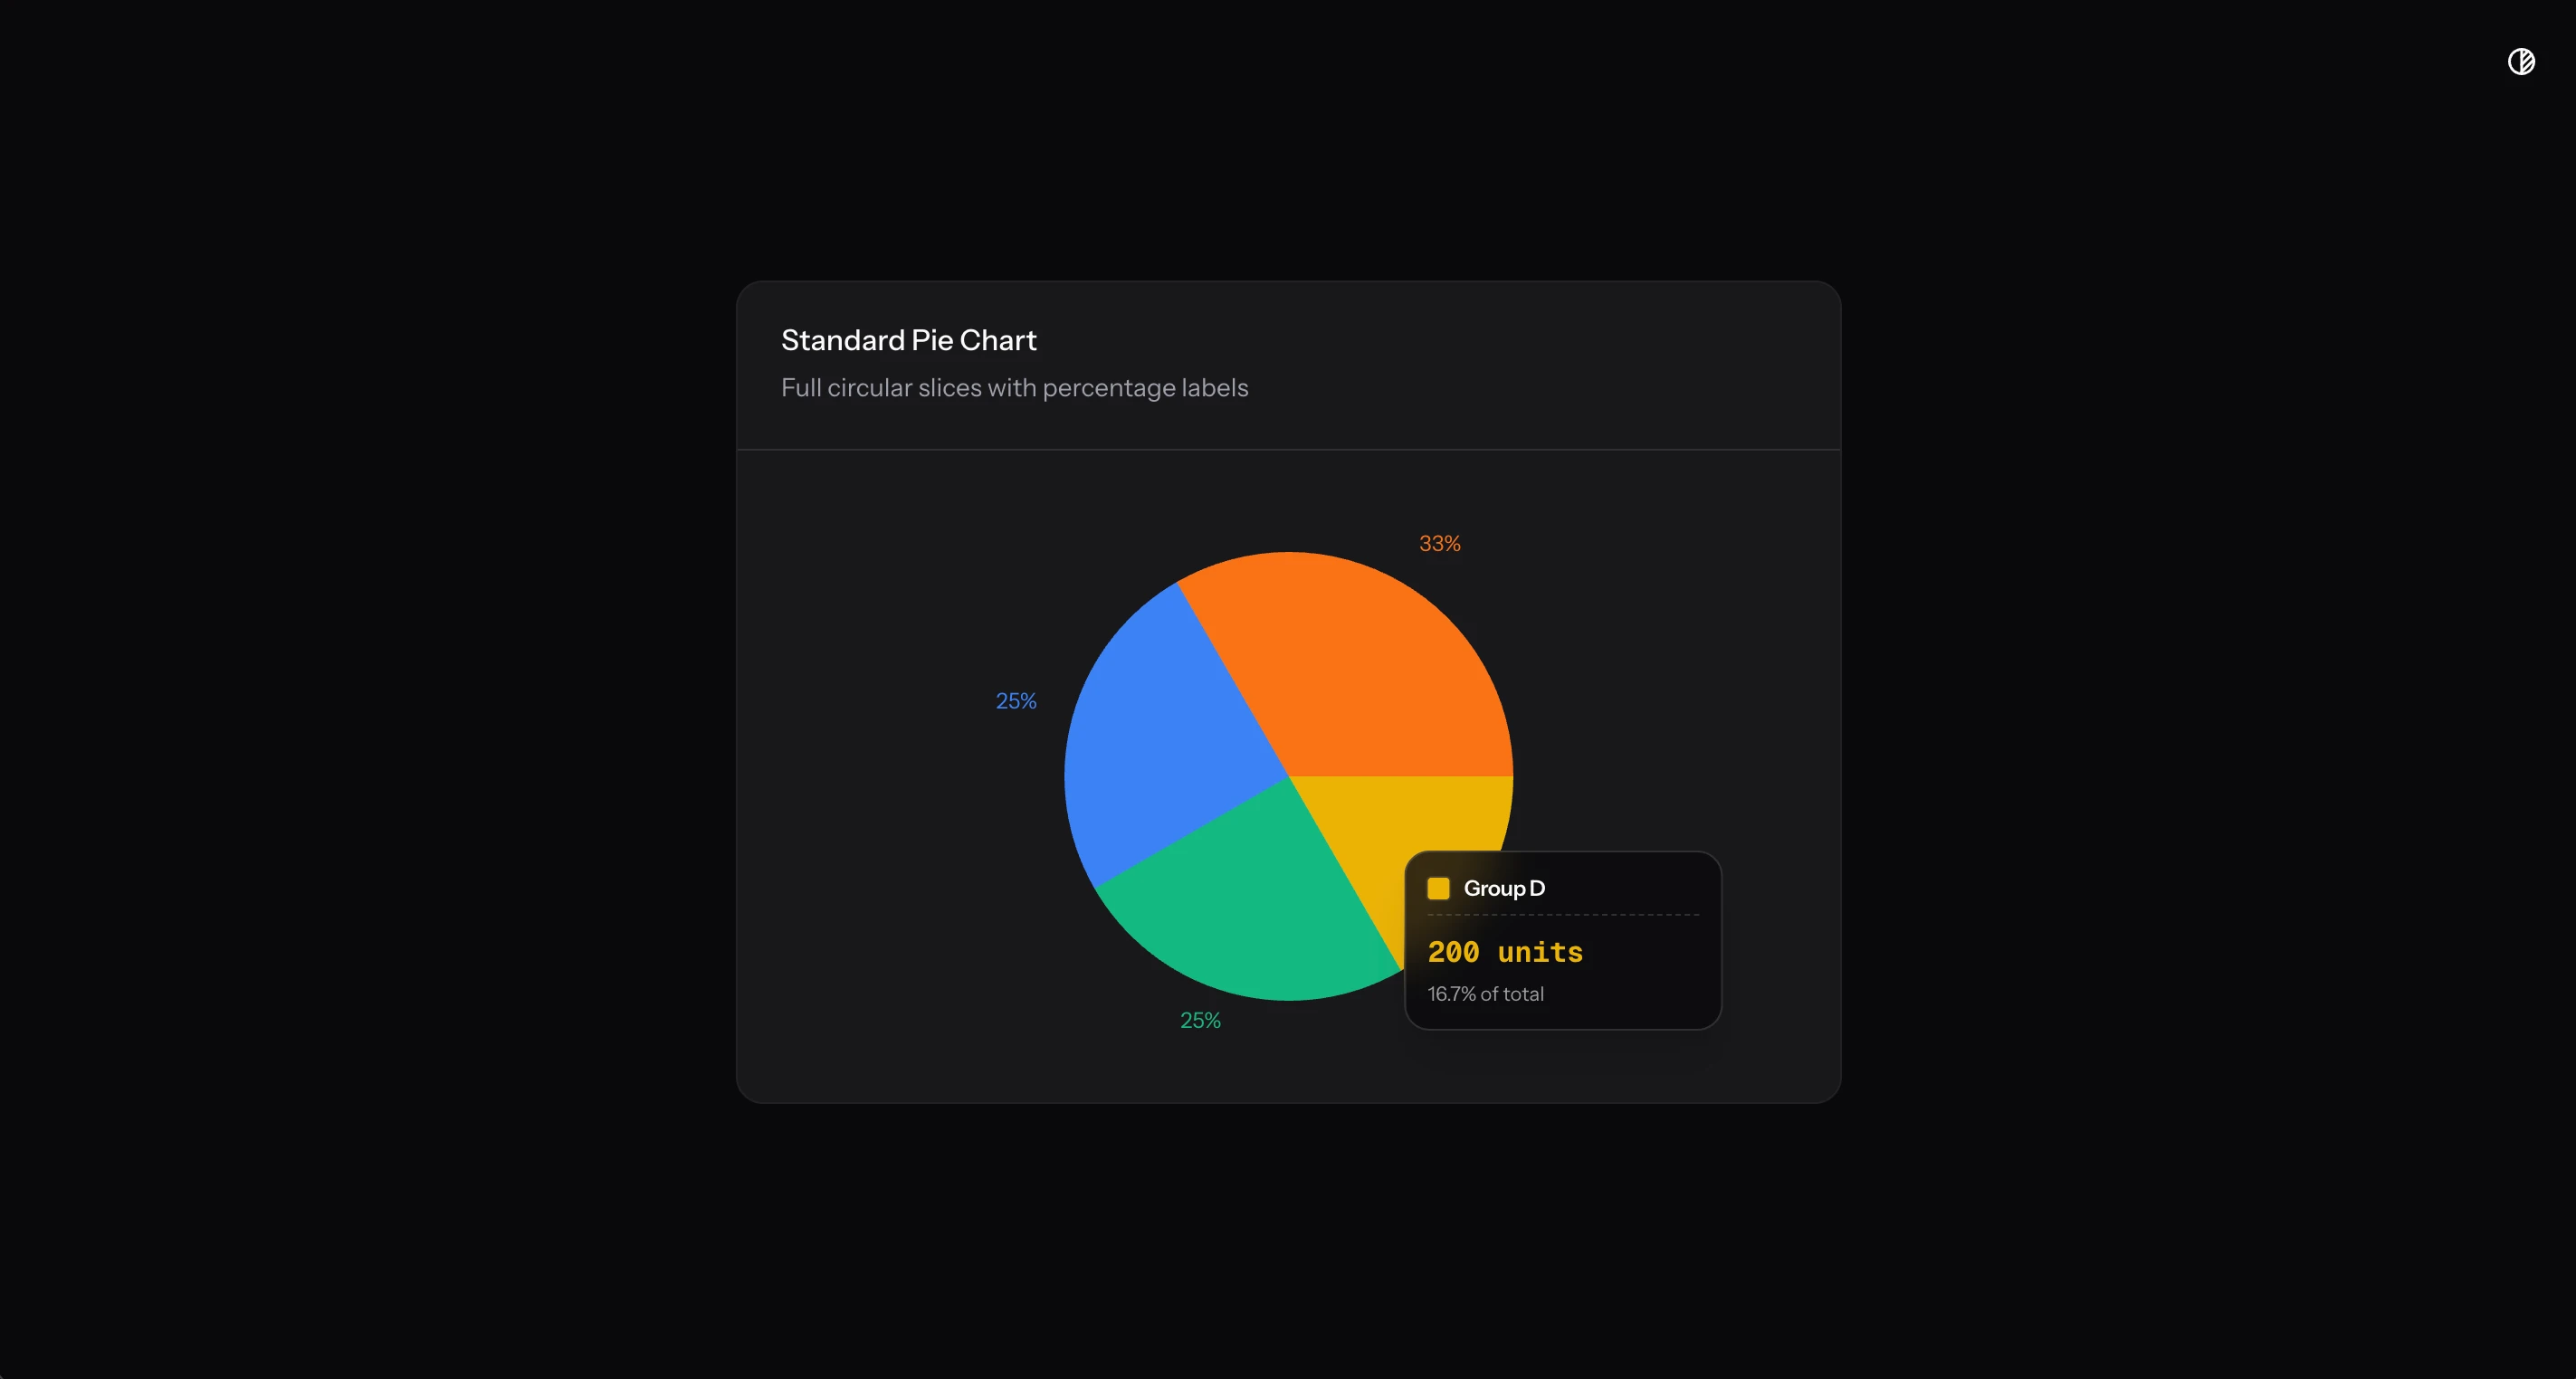 Standard Pie Chart
Full circular slices with percentage labels
33%
25%
Group D
200 units
16.7% of total
25%